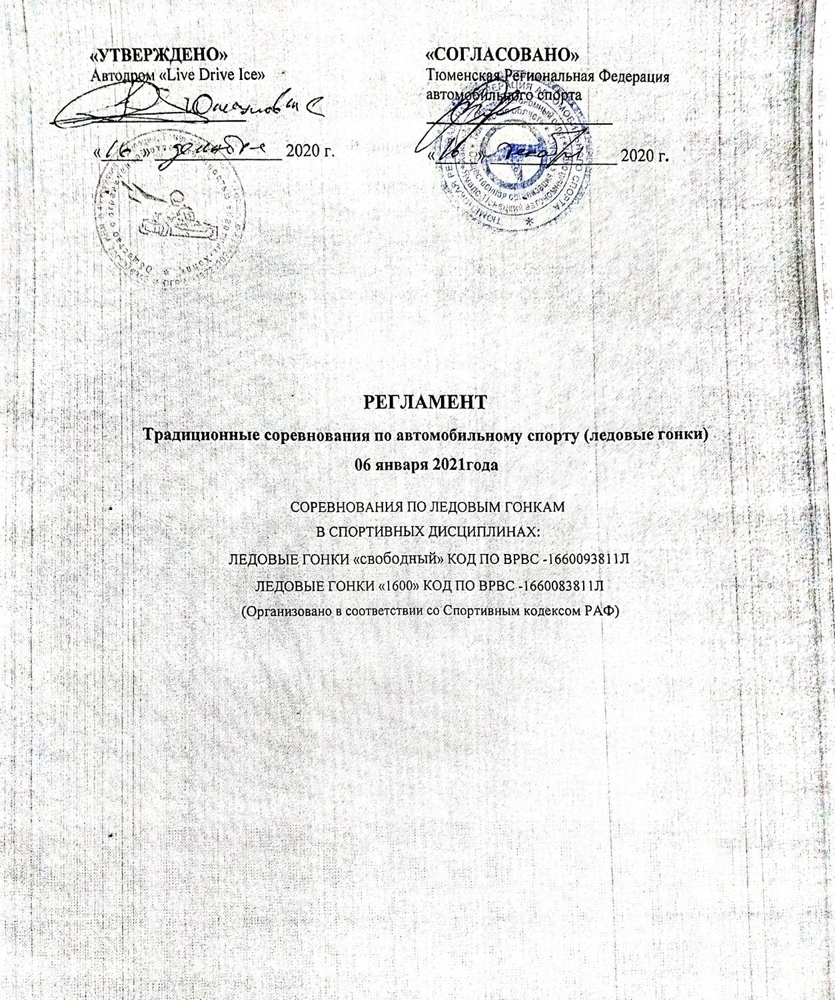 «УТВЕРЖДЕНО»
Автодром «Live Drive Ice»
«16» декабря 2020 г.
«СОГЛАСОВАНО»
Тюменская Региональная Федерация
автомобильного спорта
«16» декабря 2020 г.
РЕГЛАМЕНТ
Традиционные соревнования по автомобильному спорту (ледовые гонки)
06 января 2021года
СОРЕВНОВАНИЯ ПО ЛЕДОВЫМ ГОНКАМ
В СПОРТИВНЫХ ДИСЦИПЛИНАХ:
ЛЕДОВЫЕ ГОНКИ «свободный» КОД ПО ВРВС -1660093811Л
ЛЕДОВЫЕ ГОНКИ «1600» КОД ПО ВРВС -1660083811Л
(Организовано в соответствии со Спортивным кодексом РАФ)